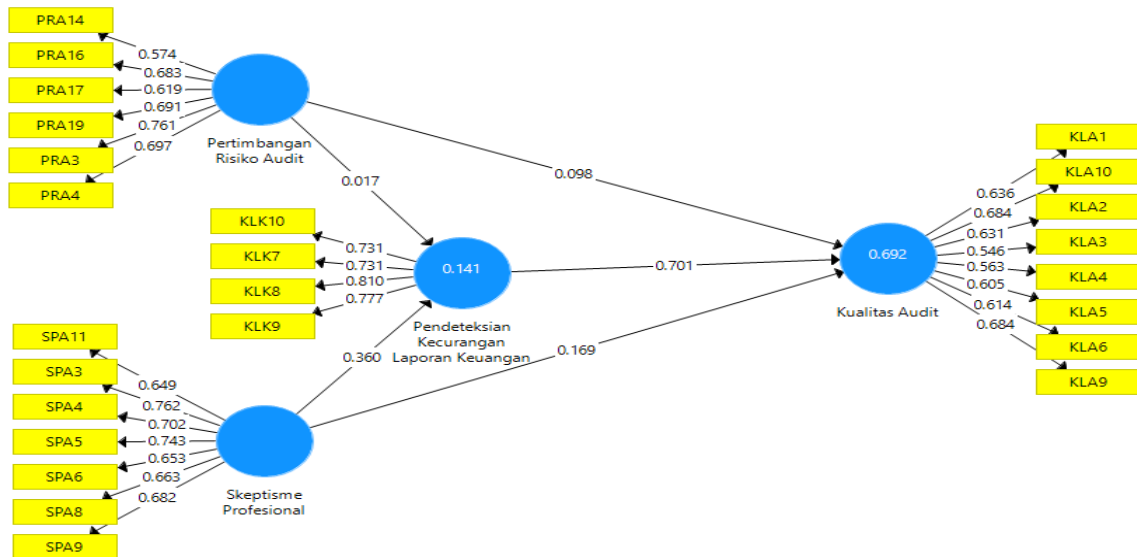 PRA14
PRA16
PRA17
PRA19
PRA3
PRA4
0.574
0.683
0.619
0.691
0.761
0.697
Pertimbangan
Risiko Audit
0.017
0.098
KLK10
KLK7
KLK8
KLK9
0.731
0.731
0.810
0.777
0.141
Pendeteksian
Kecurangan
Laporan Keuangan
0.701
0.360
0.169
SPA11
SPA3
SPA4
SPA5
SPA6
SPA8
SPA9
0.649
0.762
0.702
0.743
0.653
0.663
0.682
Skeptisme
Profesional
0.692
Kualitas Audit
0.636
0.684
0.631
0.546
0.563
0.605
0.614
0.684
KLA1
KLA10
KLA2
KLA3
KLA4
KLA5
KLA6
KLA9